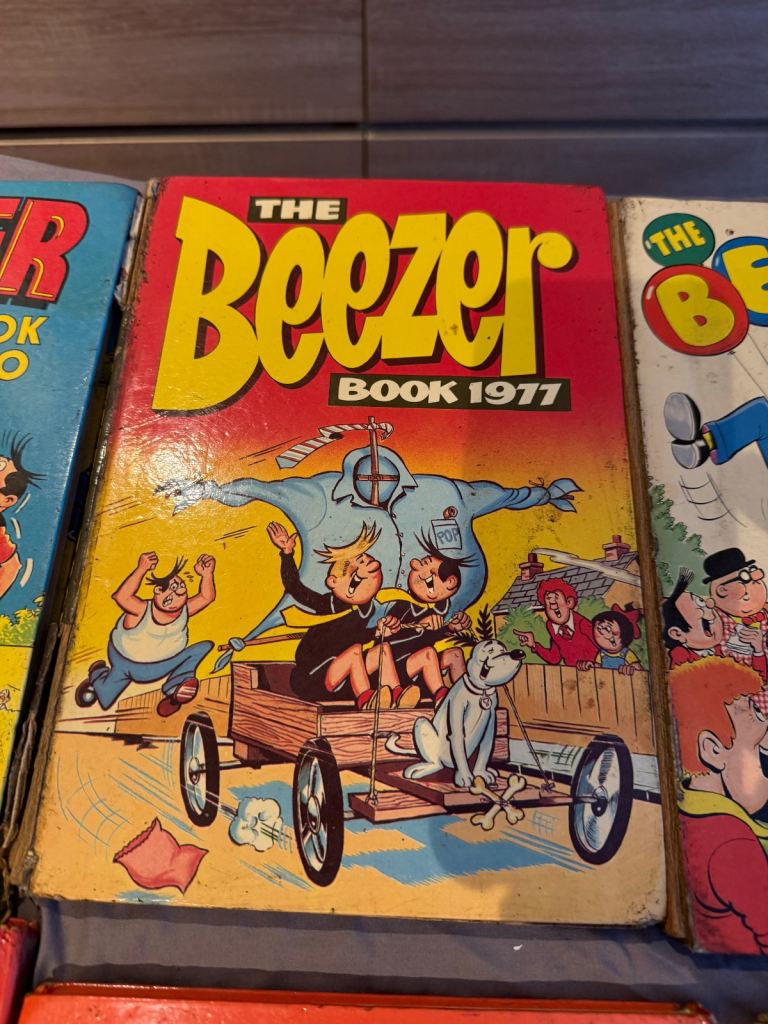 ER
OK
O
THE
Beezer
BOOK 1977
POP
THE
BE